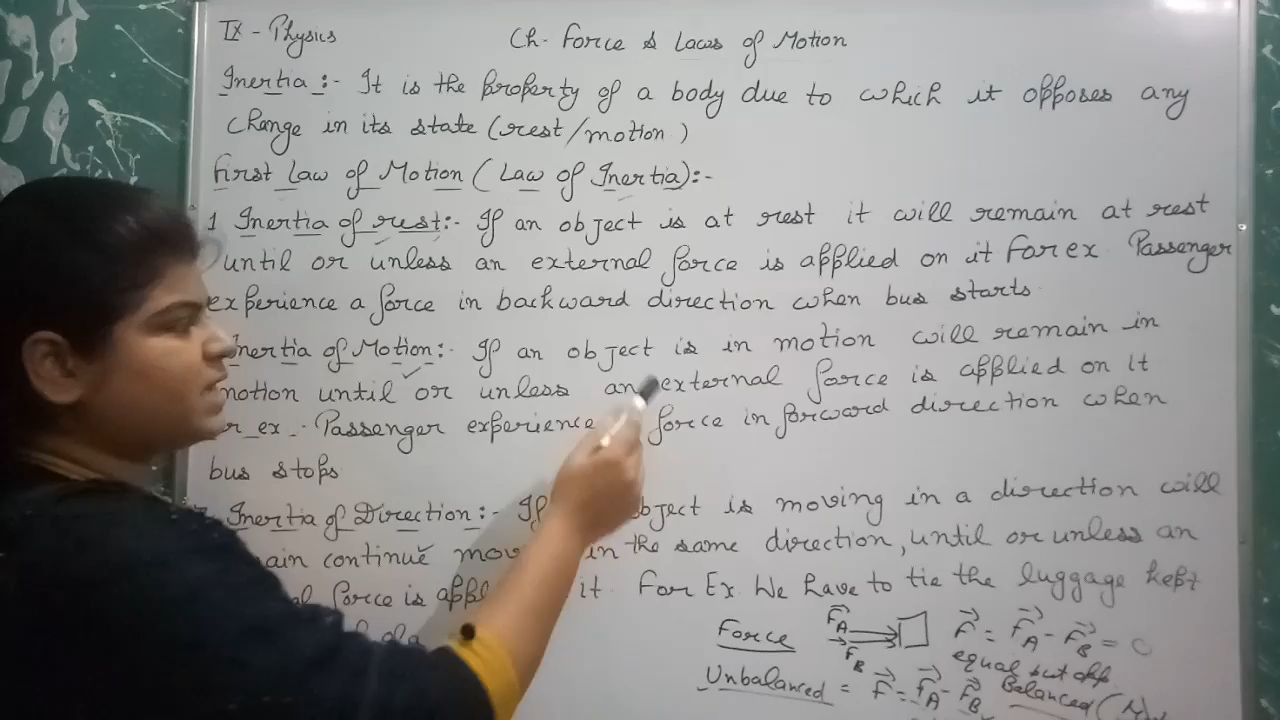 IX - Physics
Ch. Force & Laws of Motion
Inertia :- It is the property of a body due to which it opposes any
change in its state (rest/motion)
First Law of Motion (Law of Inertia):-
1 Inertia of rest:- If an object is at rest it will remain at rest
until or unless an external force is applied on it For ex. Passenger
experience a force in backward direction when bus starts.
Inertia of Motion:- If an object is in motion will remain in
motion until or unless an external force is applied on it
ex. Passenger experience force in forward direction when
bus stops
Inertia of Direction:- If object is moving in a direction will
continue in the same direction, until or unless an
force is it. For Ex. We have to tie the luggage kept
Force F⃗A F⃗B F⃗ = F⃗A - F⃗B = 0
equal but opp
Unbalanced = F⃗ = F⃗A - F⃗B Balanced